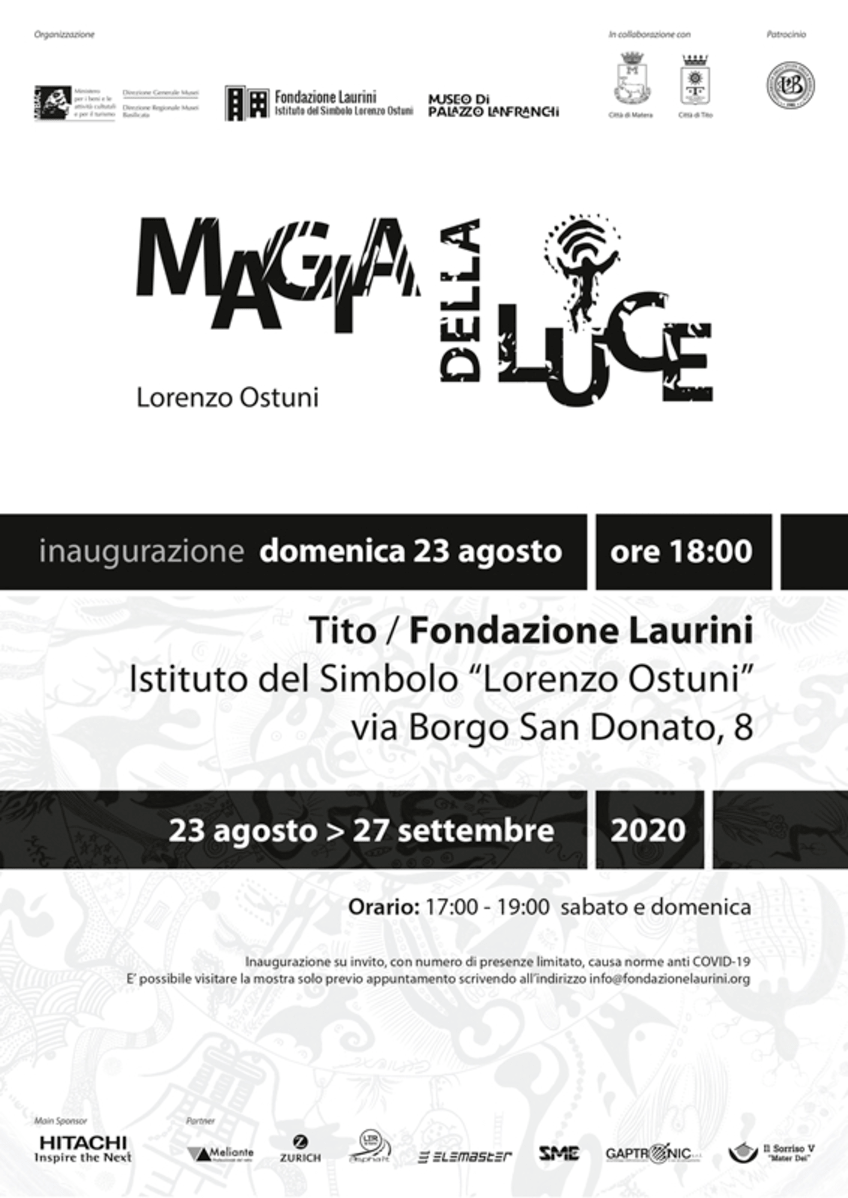 Organizzazione
In collaborazione con
Patrocinio
MiBACT
Ministero
per i beni e le
attività culturali
e per il turismo
Direzione Generale Musei
Direzione Regionale Musei
Basilicata
Fondazione Laurini
Istituto del Simbolo Lorenzo Ostuni
MUSEO Di
PALAZZO LANFRANCHi
Città di Matera
Città di Tito
MAGIA
DELLA
LUCE
Lorenzo Ostuni
inaugurazione domenica 23 agosto ore 18:00
Tito / Fondazione Laurini
Istituto del Simbolo “Lorenzo Ostuni”
via Borgo San Donato, 8
23 agosto > 27 settembre 2020
Orario: 17:00 - 19:00 sabato e domenica
Inaugurazione su invito, con numero di presenze limitato, causa norme anti COVID-19
E’ possibile visitare la mostra solo previo appuntamento scrivendo all’indirizzo info@fondazionelaurini.org
Main Sponsor
Partner
HITACHI
Inspire the Next
Meliante
ZURICH
ELEMASTER
SME
GAPTRONIC
Il Sorriso V
"Mater Dei"